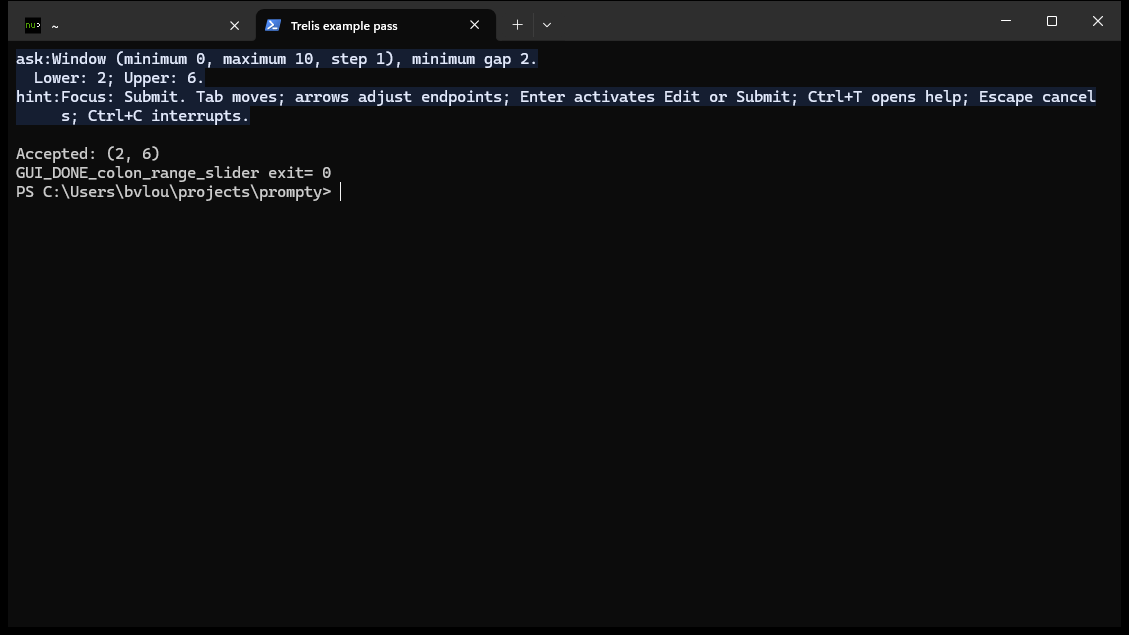 nu>
~
Trelis example pass
ask:Window (minimum 0, maximum 10, step 1), minimum gap 2.
  Lower: 2; Upper: 6.
hint:Focus: Submit. Tab moves; arrows adjust endpoints; Enter activates Edit or Submit; Ctrl+T opens help; Escape cancel
     s; Ctrl+C interrupts.
Accepted: (2, 6)
GUI_DONE_colon_range_slider exit= 0
PS C:\Users\bvlou\projects\prompty>